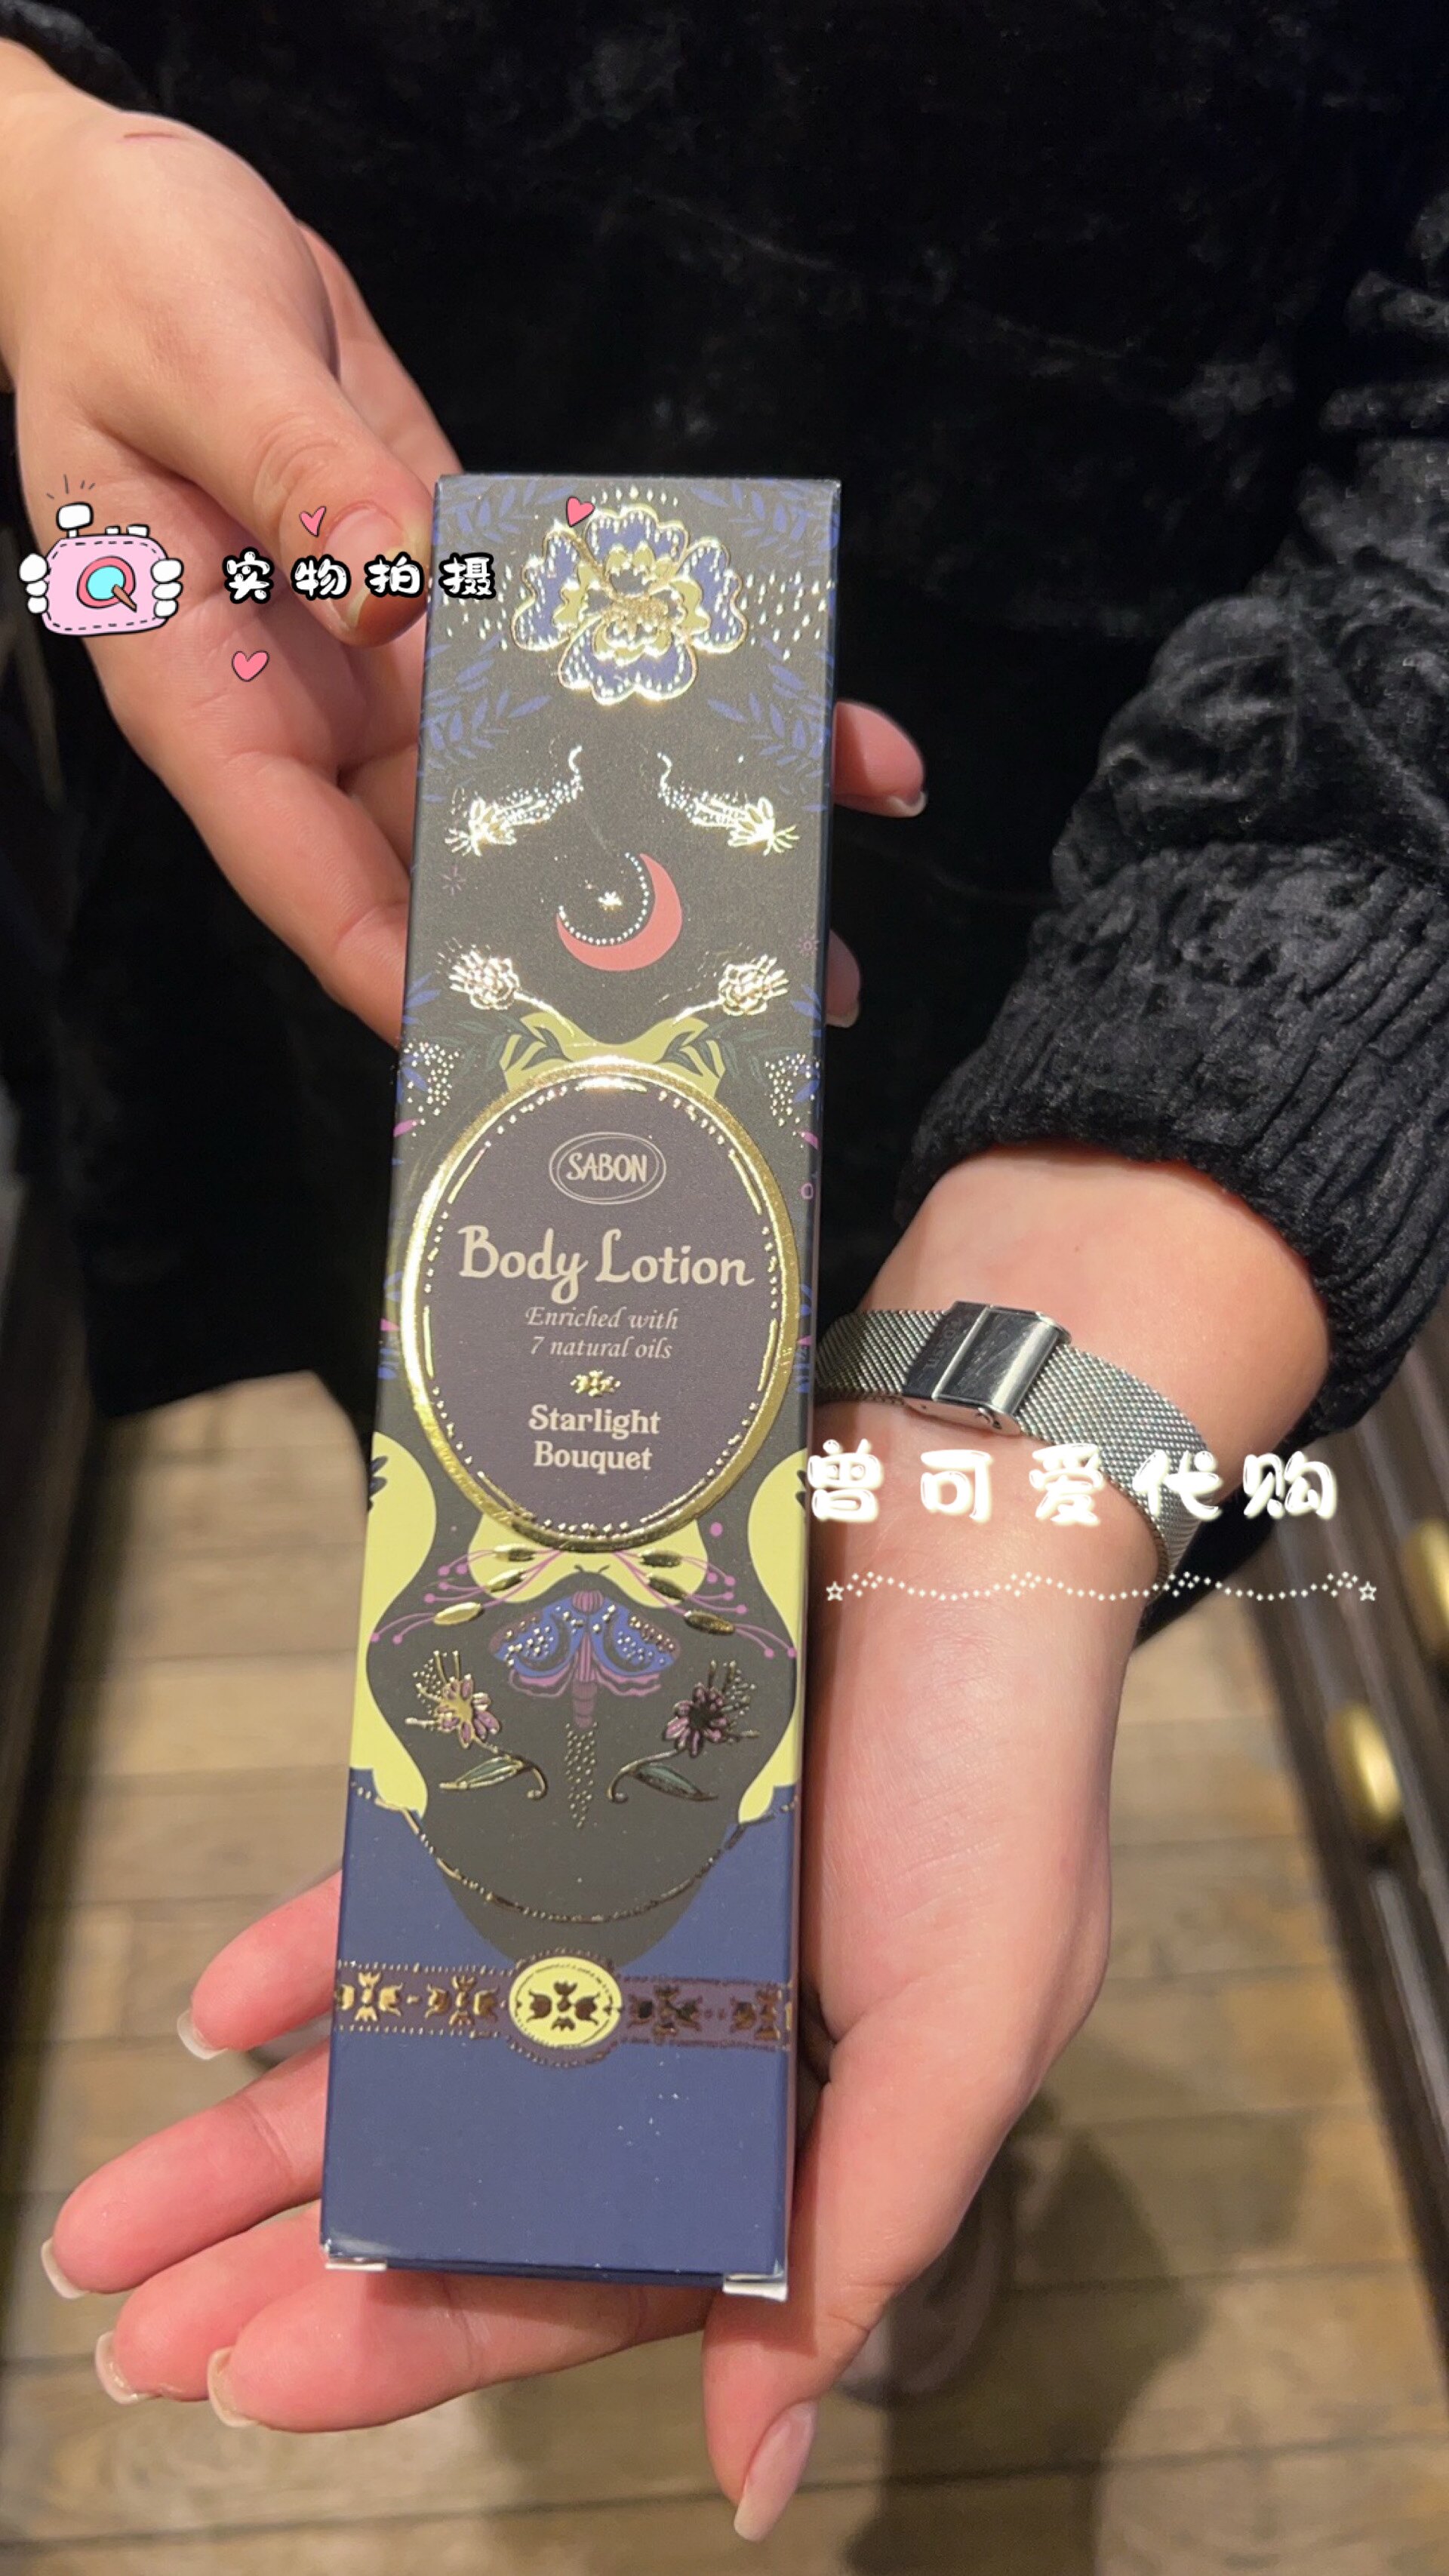 实物拍摄
SABON
Body Lotion
Enriched with
7 natural oils
Starlight
Bouquet
曾可爱代购